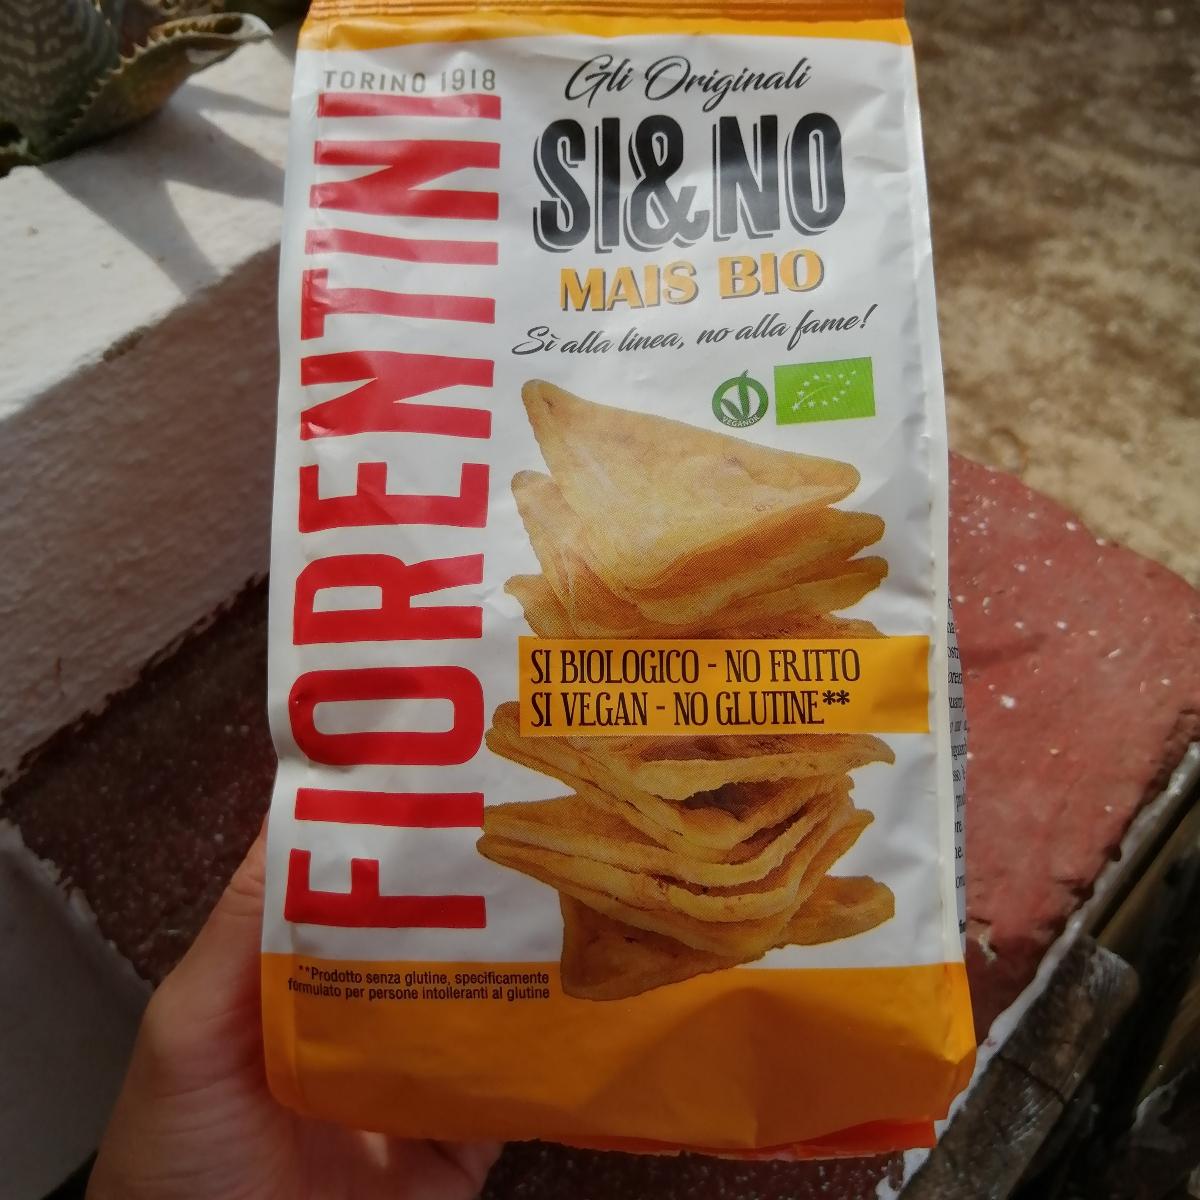 TORINO 1918
FIORENTINI
Gli Originali
SI&NO
MAIS BIO
Sì alla linea, no alla fame!
VEGANOK
SI BIOLOGICO - NO FRITTO
SI VEGAN - NO GLUTINE**
**Prodotto senza glutine, specificamente
formulato per persone intolleranti al glutine